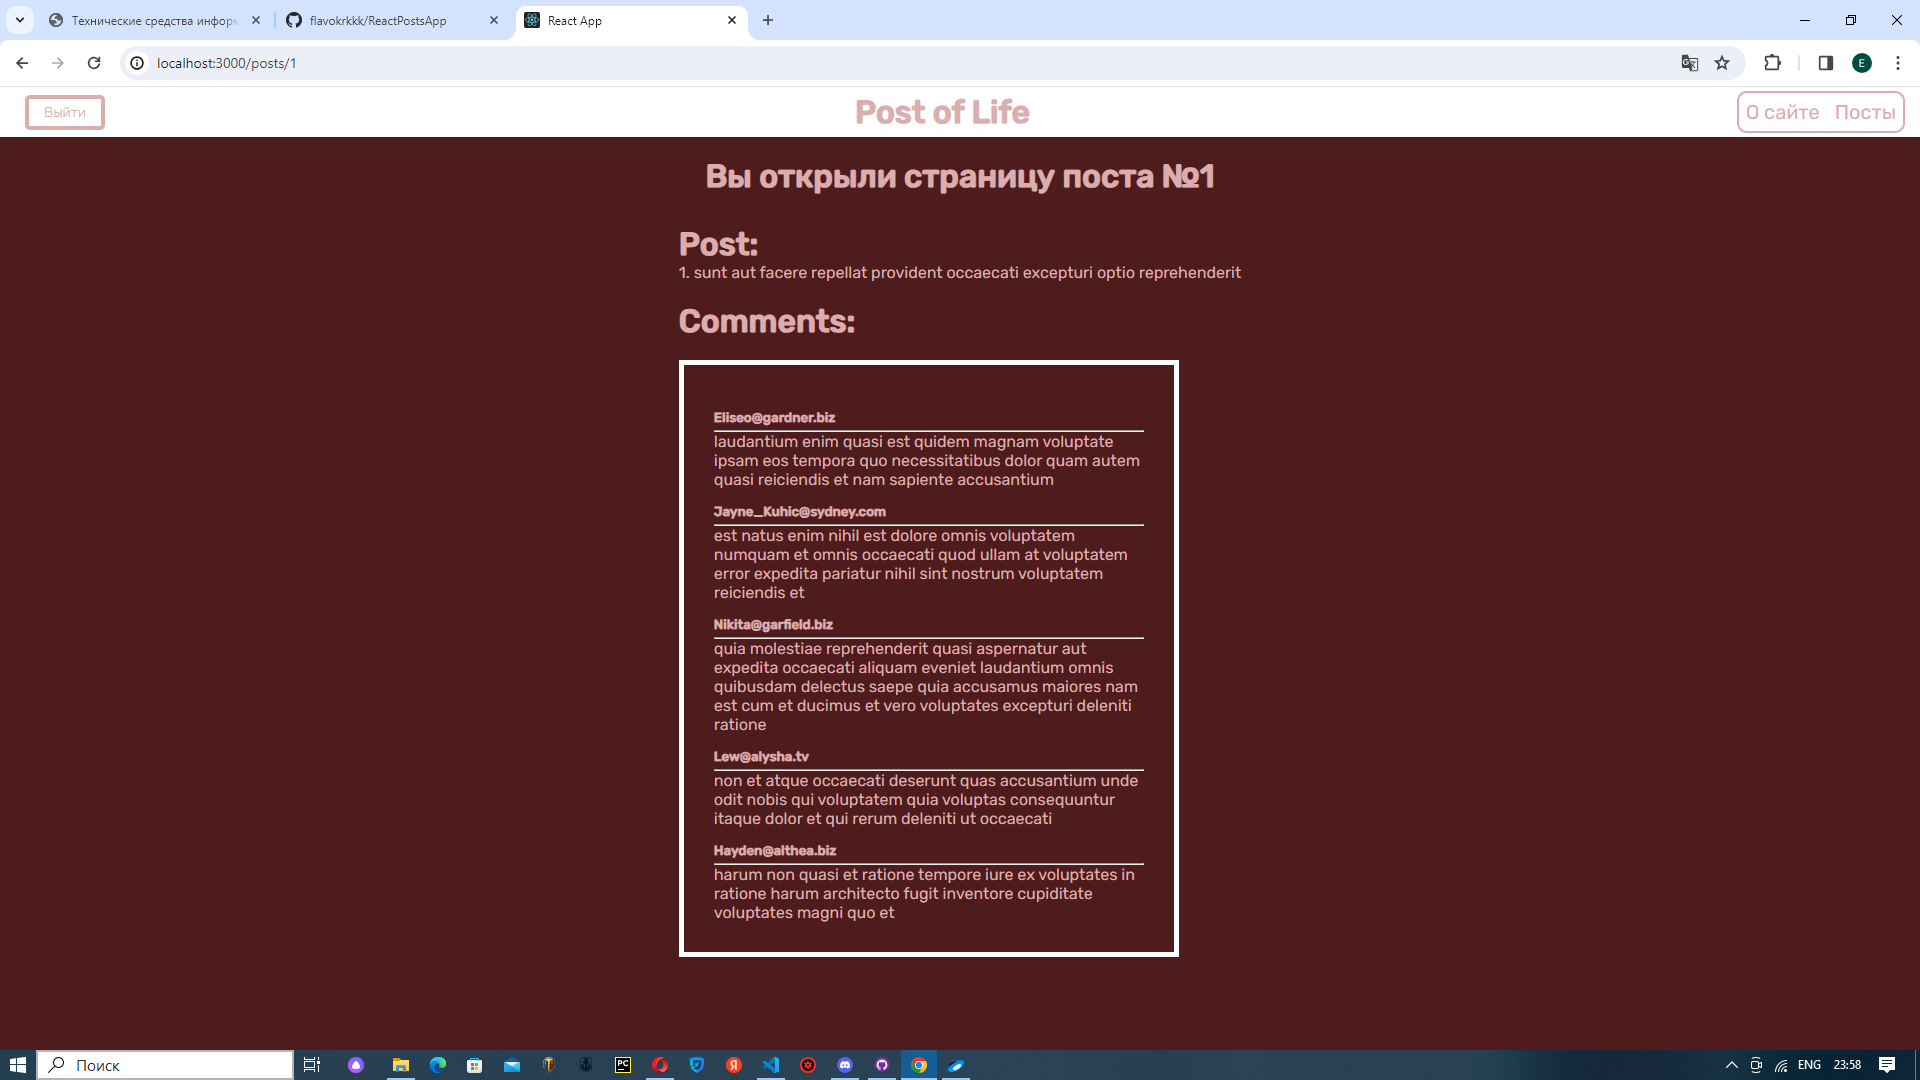 Технические средства инфор
flavokrkkk/ReactPostsApp
React App
localhost:3000/posts/1
E
Выйти
Post of Life
О сайте Посты
Вы открыли страницу поста №1
Post:
1. sunt aut facere repellat provident occaecati excepturi optio reprehenderit
Comments:
Eliseo@gardner.biz
laudantium enim quasi est quidem magnam voluptate
ipsam eos tempora quo necessitatibus dolor quam autem
quasi reiciendis et nam sapiente accusantium
Jayne_Kuhic@sydney.com
est natus enim nihil est dolore omnis voluptatem
numquam et omnis occaecati quod ullam at voluptatem
error expedita pariatur nihil sint nostrum voluptatem
reiciendis et
Nikita@garfield.biz
quia molestiae reprehenderit quasi aspernatur aut
expedita occaecati aliquam eveniet laudantium omnis
quibusdam delectus saepe quia accusamus maiores nam
est cum et ducimus et vero voluptates excepturi deleniti
ratione
Lew@alysha.tv
non et atque occaecati deserunt quas accusantium unde
odit nobis qui voluptatem quia voluptas consequuntur
itaque dolor et qui rerum deleniti ut occaecati
Hayden@althea.biz
harum non quasi et ratione tempore iure ex voluptates in
ratione harum architecto fugit inventore cupiditate
voluptates magni quo et
Поиск
PC
Я
ENG
23:58